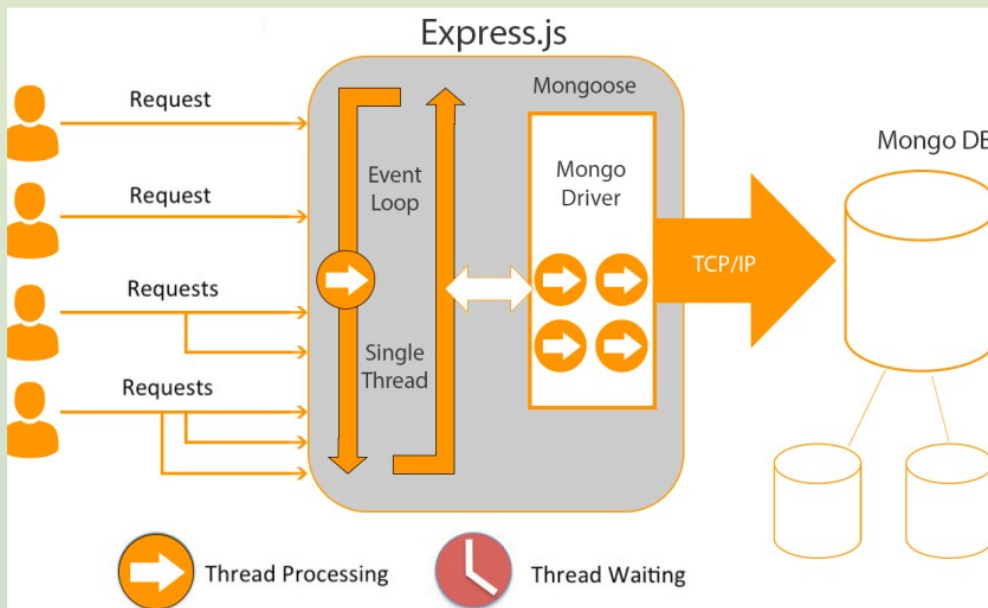 Express.js
Request
Mongoose
Mongo DB
Request
Event
Loop
Mongo
Driver
TCP/IP
Requests
Single
Thread
Requests
Thread Processing
Thread Waiting